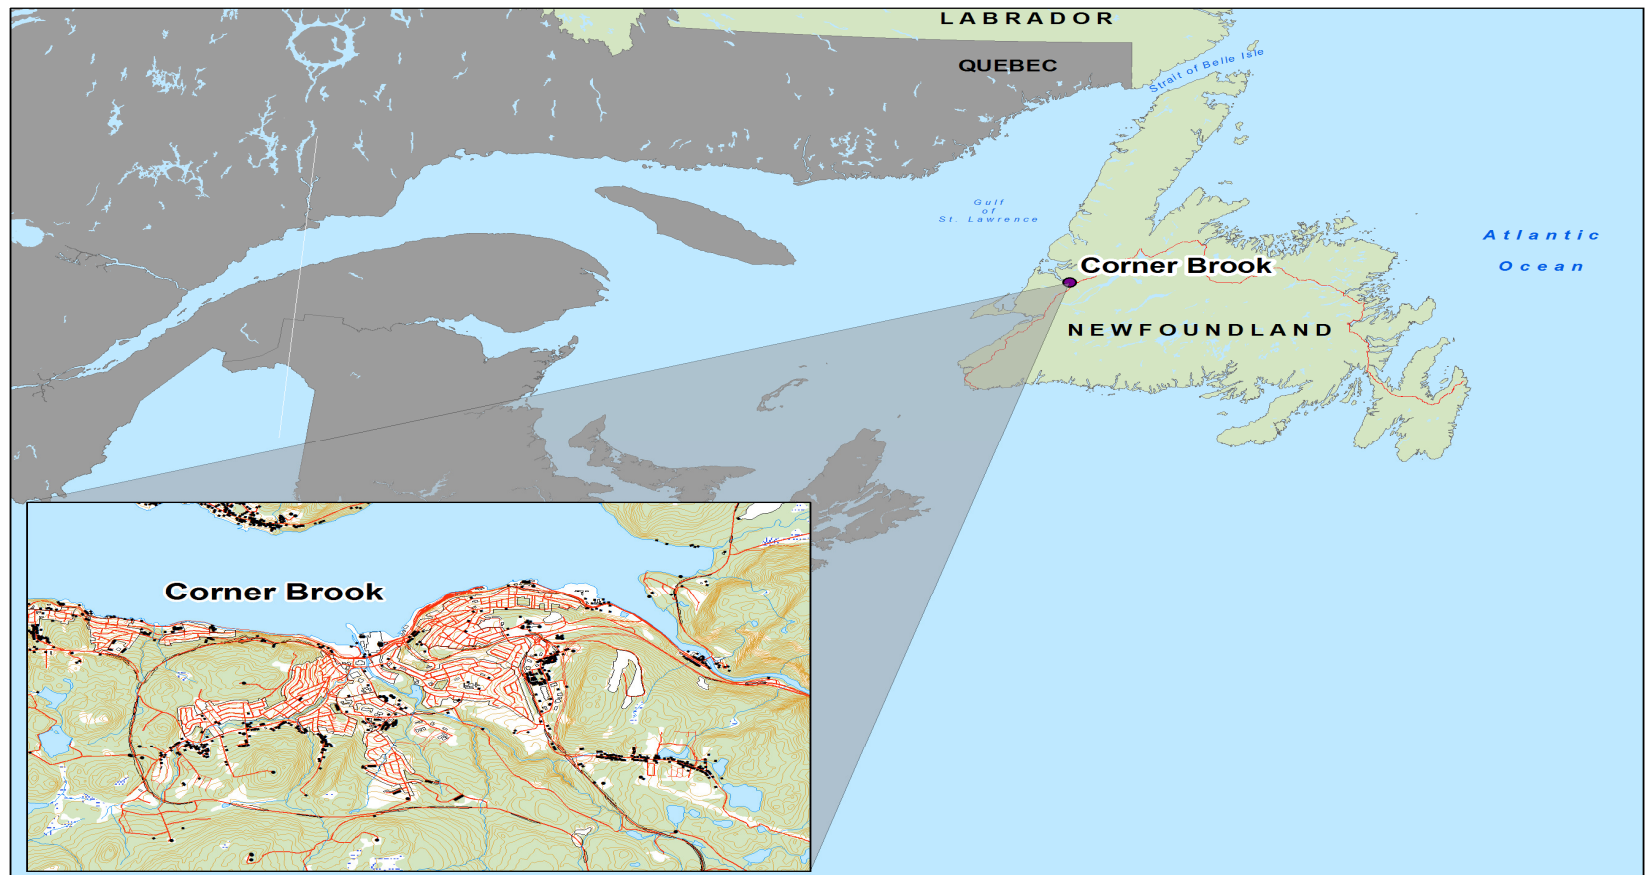 LABRADOR
QUEBEC
Strait of Belle Isle
Gulf
of
St. Lawrence
Atlantic
Ocean
Corner Brook
NEWFOUNDLAND
Corner Brook